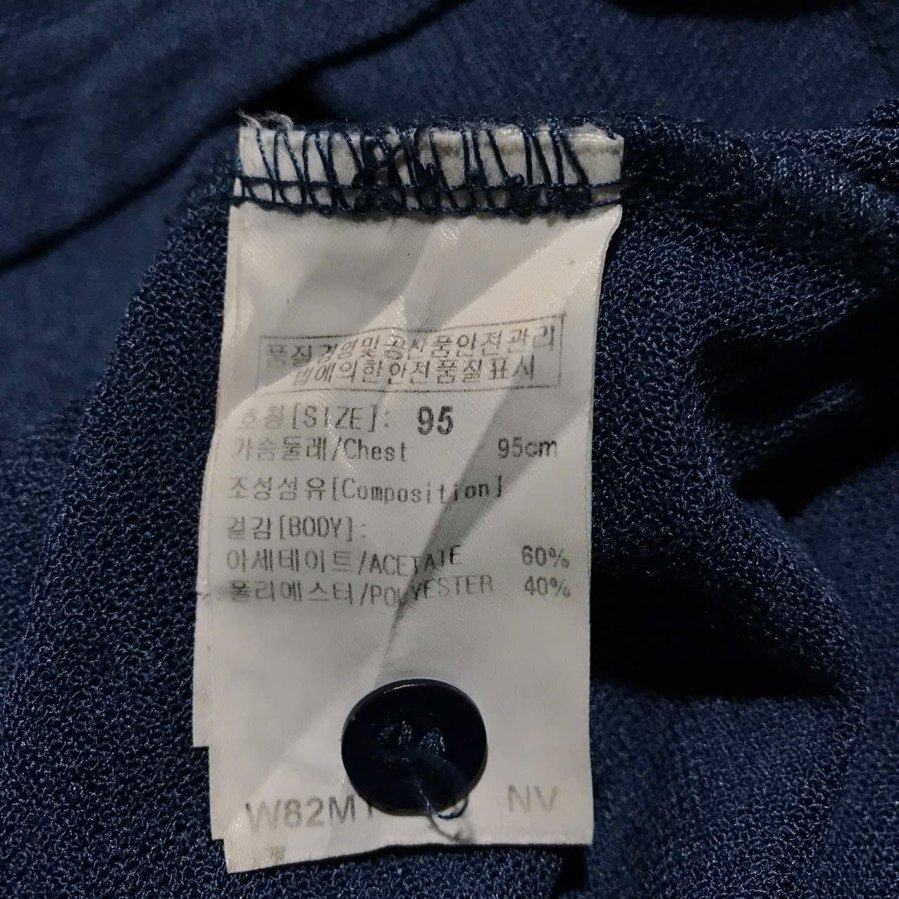 품질경영및공산품안전관리
법에의한안전품질표시
호칭[SIZE]: 95
가슴둘레/Chest 95cm
조성섬유[Composition]
겉감[BODY]:
아세테이트/ACETATE 60%
폴리에스터/POLYESTER 40%
NV